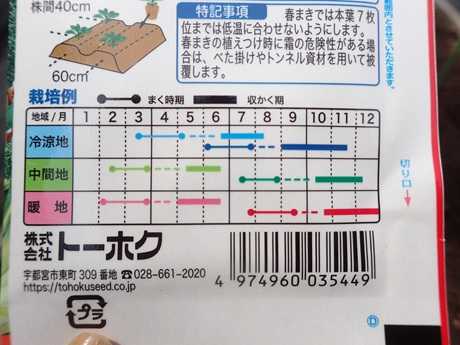 株間40cm
60cm
特記事項
春まきでは本葉7枚
位までは低温に合わせないようにします。
春まきの植えつけ時に霜の危険性がある場
合は、べた掛けやトンネル資材を用いて被
覆します。
栽培例
まく時期
収かく期
地域/月 1 2 3 4 5 6 7 8 9 10 11 12
冷涼地
中間地
暖地
切り口
株式
会社 トーホク
宇都宮市東町309番地 ☎028-661-2020
https://tohokuseed.co.jp
4 974960 035449
プラ